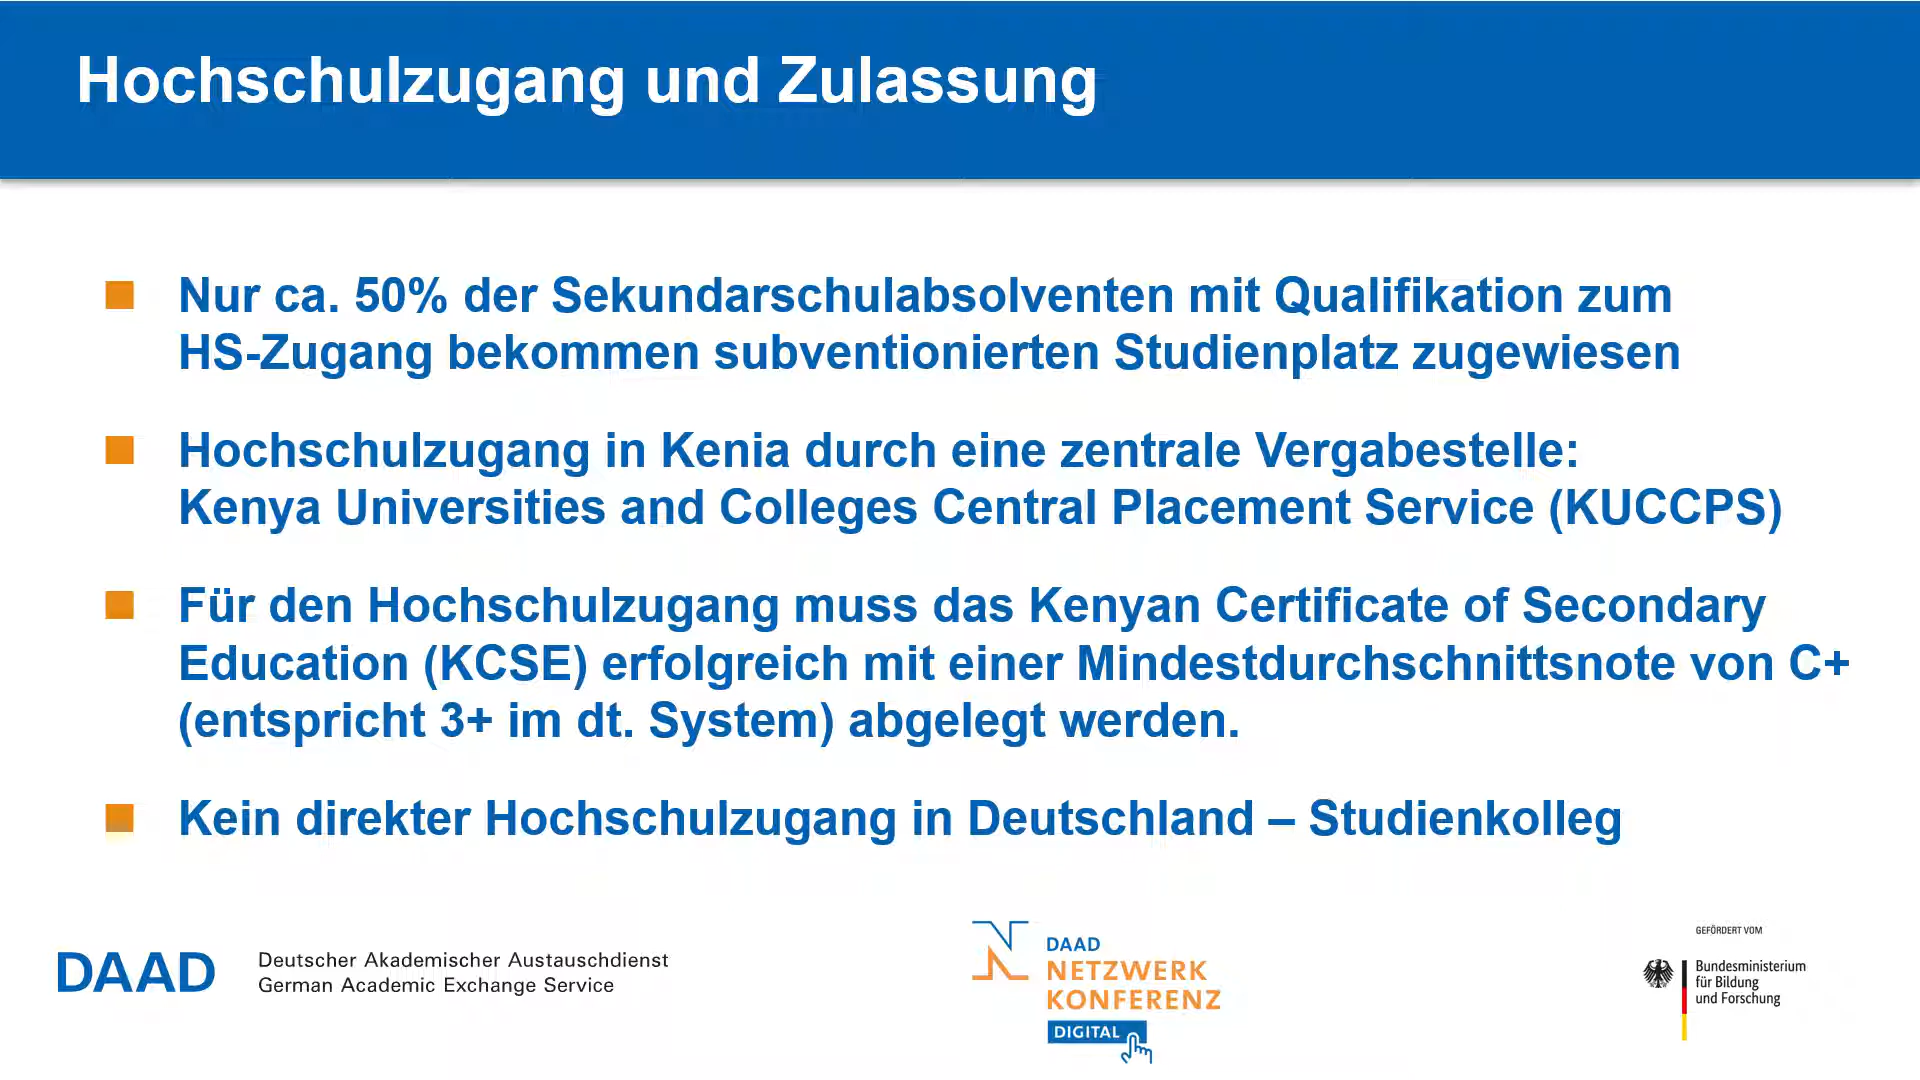 Hochschulzugang und Zulassung
Nur ca. 50% der Sekundarschulabsolventen mit Qualifikation zum
HS-Zugang bekommen subventionierten Studienplatz zugewiesen
Hochschulzugang in Kenia durch eine zentrale Vergabestelle:
Kenya Universities and Colleges Central Placement Service (KUCCPS)
Für den Hochschulzugang muss das Kenyan Certificate of Secondary
Education (KCSE) erfolgreich mit einer Mindestdurchschnittsnote von C+
(entspricht 3+ im dt. System) abgelegt werden.
Kein direkter Hochschulzugang in Deutschland – Studienkolleg
DAAD
Deutscher Akademischer Austauschdienst
German Academic Exchange Service
DAAD
NETZWERK
KONFERENZ
DIGITAL
GEFÖRDERT VOM
Bundesministerium
für Bildung
und Forschung